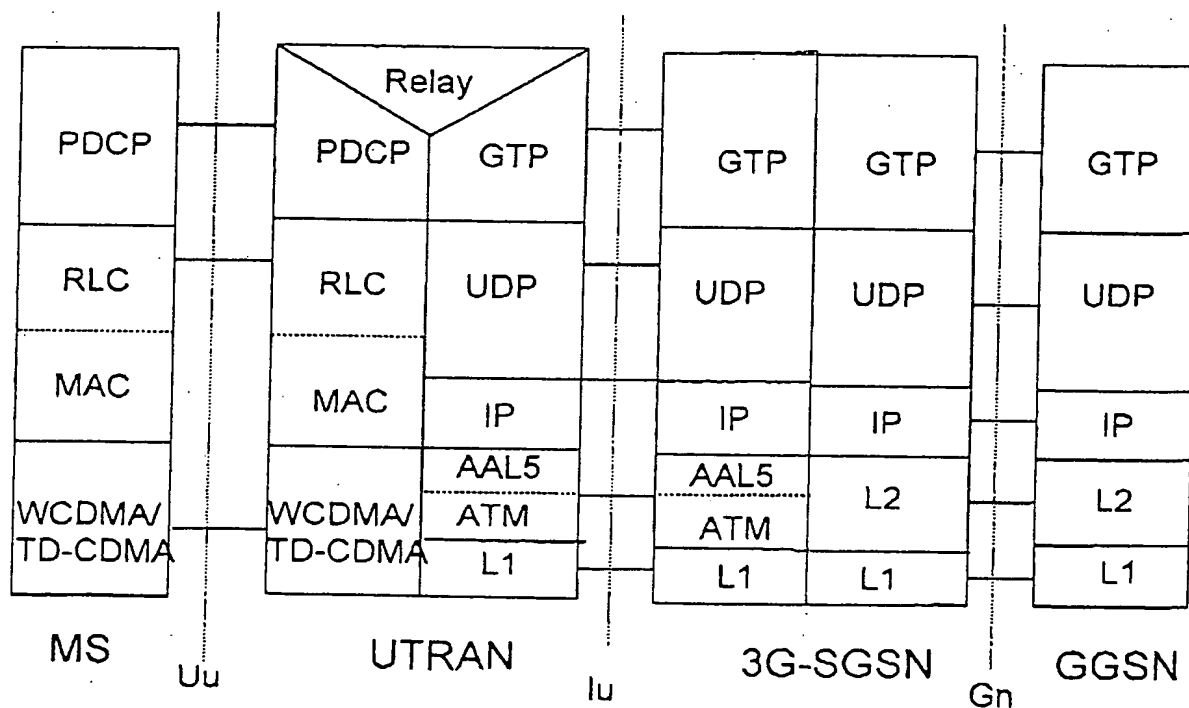 Relay
PDCP
PDCP
GTP
GTP
GTP
GTP
RLC
RLC
UDP
UDP
UDP
UDP
MAC
MAC
IP
IP
IP
IP
WCDMA/
TD-CDMA
WCDMA/
TD-CDMA
AAL5
ATM
L1
AAL5
ATM
L1
L2
L1
L2
L1
MS
Uu
UTRAN
Iu
3G-SGSN
Gn
GGSN